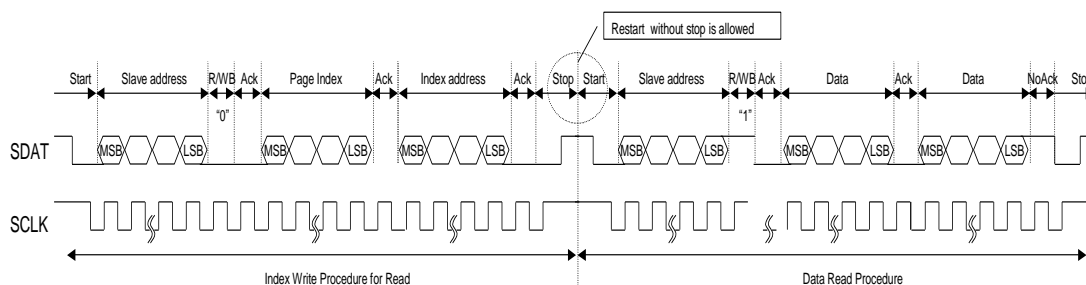 Restart without stop is allowed
Start Slave address R/WB Ack Page Index Ack Index address Ack Stop Start Slave address R/WB Ack Data Ack Data NoAck Sto
"0" "1"
SDAT MSB LSB MSB LSB MSB LSB MSB LSB MSB LSB MSB LSB
SCLK
Index Write Procedure for Read Data Read Procedure